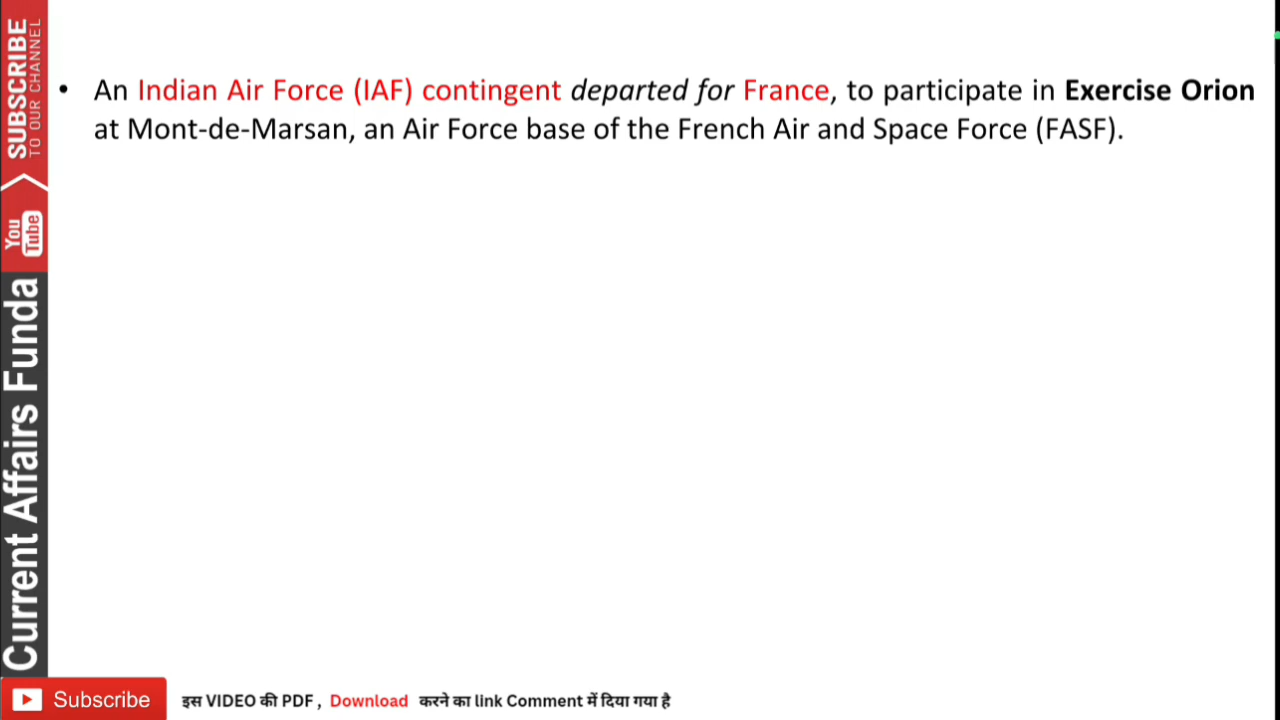 • An Indian Air Force (IAF) contingent departed for France, to participate in Exercise Orion
at Mont-de-Marsan, an Air Force base of the French Air and Space Force (FASF).
SUBSCRIBE
TO OUR CHANNEL
You
Tube
Current Affairs Funda
Subscribe
इस VIDEO की PDF , Download करने का link Comment में दिया गया है